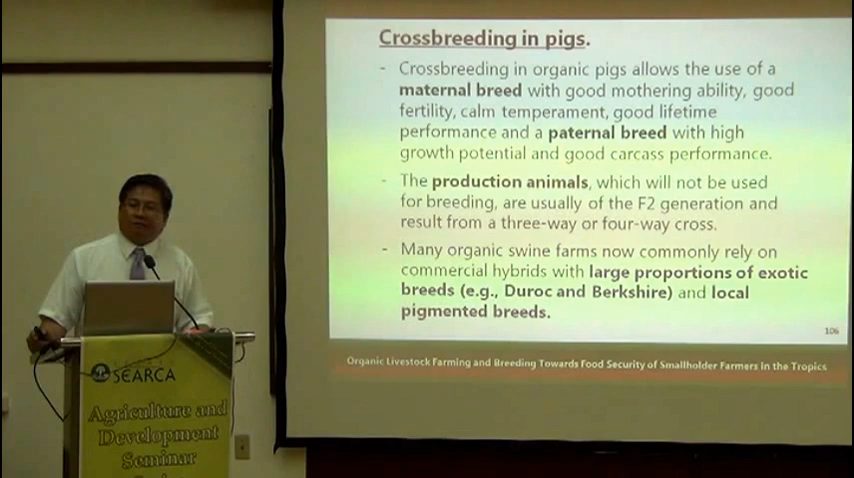 Crossbreeding in pigs.
- Crossbreeding in organic pigs allows the use of a
maternal breed with good mothering ability, good
fertility, calm temperament, good lifetime
performance and a paternal breed with high
growth potential and good carcass performance.
- The production animals, which will not be used
for breeding, are usually of the F2 generation and
result from a three-way or four-way cross.
- Many organic swine farms now commonly rely on
commercial hybrids with large proportions of exotic
breeds (e.g., Duroc and Berkshire) and local
pigmented breeds.
106
Organic Livestock Farming and Breeding Towards Food Security of Smallholder Farmers in the Tropics
SEARCA
Agriculture and
Development
Seminar